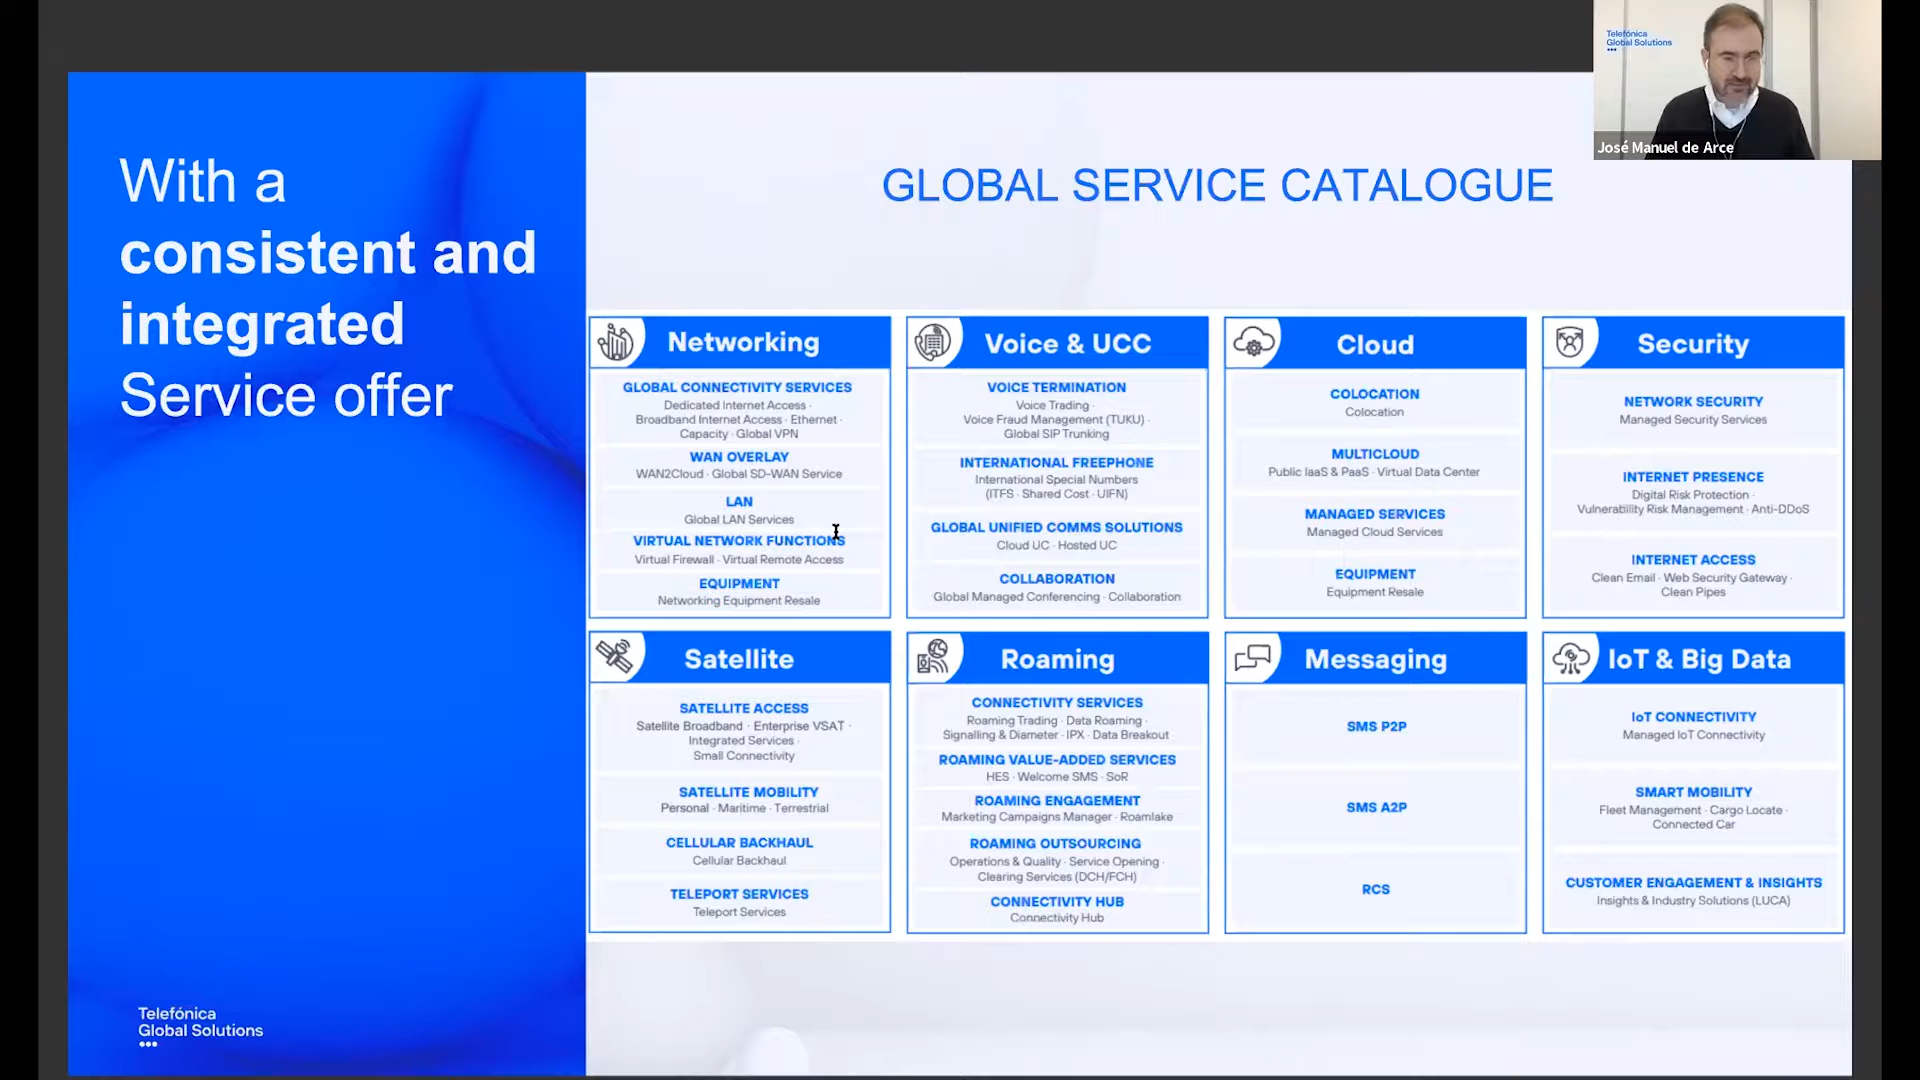 Telefónica
Global Solutions
José Manuel de Arce
With a
consistent and
integrated
Service offer
GLOBAL SERVICE CATALOGUE
Networking
GLOBAL CONNECTIVITY SERVICES
Dedicated Internet Access ·
Broadband Internet Access · Ethernet ·
Capacity · Global VPN
WAN OVERLAY
WAN2Cloud · Global SD-WAN Service
LAN
Global LAN Services
VIRTUAL NETWORK FUNCTIONS
Virtual Firewall · Virtual Remote Access
EQUIPMENT
Networking Equipment Resale
Voice & UCC
VOICE TERMINATION
Voice Trading ·
Voice Fraud Management (TUKU) ·
Global SIP Trunking
INTERNATIONAL FREEPHONE
International Special Numbers
(ITFS · Shared Cost · UIFN)
GLOBAL UNIFIED COMMS SOLUTIONS
Cloud UC · Hosted UC
COLLABORATION
Global Managed Conferencing · Collaboration
Cloud
COLOCATION
Colocation
MULTICLOUD
Public IaaS & PaaS · Virtual Data Center
MANAGED SERVICES
Managed Cloud Services
EQUIPMENT
Equipment Resale
Security
NETWORK SECURITY
Managed Security Services
INTERNET PRESENCE
Digital Risk Protection ·
Vulnerability Risk Management · Anti-DDoS
INTERNET ACCESS
Clean Email · Web Security Gateway ·
Clean Pipes
Satellite
SATELLITE ACCESS
Satellite Broadband · Enterprise VSAT ·
Integrated Services ·
Small Connectivity
SATELLITE MOBILITY
Personal · Maritime · Terrestrial
CELLULAR BACKHAUL
Cellular Backhaul
TELEPORT SERVICES
Teleport Services
Roaming
CONNECTIVITY SERVICES
Roaming Trading · Data Roaming ·
Signalling & Diameter · IPX · Data Breakout
ROAMING VALUE-ADDED SERVICES
HES · Welcome SMS · SoR
ROAMING ENGAGEMENT
Marketing Campaigns Manager · Roamlake
ROAMING OUTSOURCING
Operations & Quality · Service Opening ·
Clearing Services (DCH/FCH)
CONNECTIVITY HUB
Connectivity Hub
Messaging
SMS P2P
SMS A2P
RCS
IoT & Big Data
IoT CONNECTIVITY
Managed IoT Connectivity
SMART MOBILITY
Fleet Management · Cargo Locate ·
Connected Car
CUSTOMER ENGAGEMENT & INSIGHTS
Insights & Industry Solutions (LUCA)
Telefónica
Global Solutions